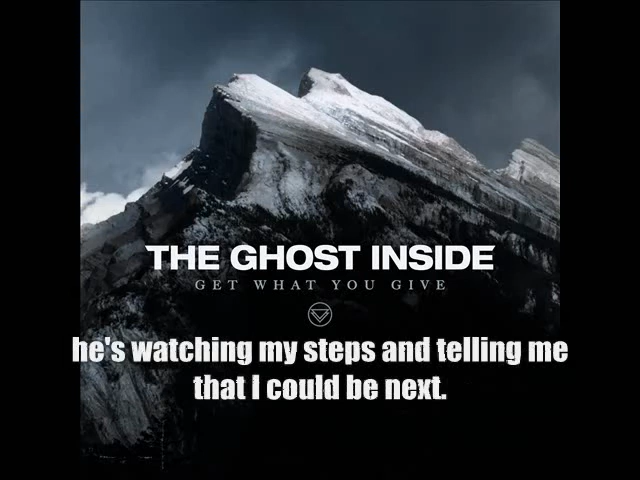 THE GHOST INSIDE
GET WHAT YOU GIVE
he's watching my steps and telling me
that I could be next.